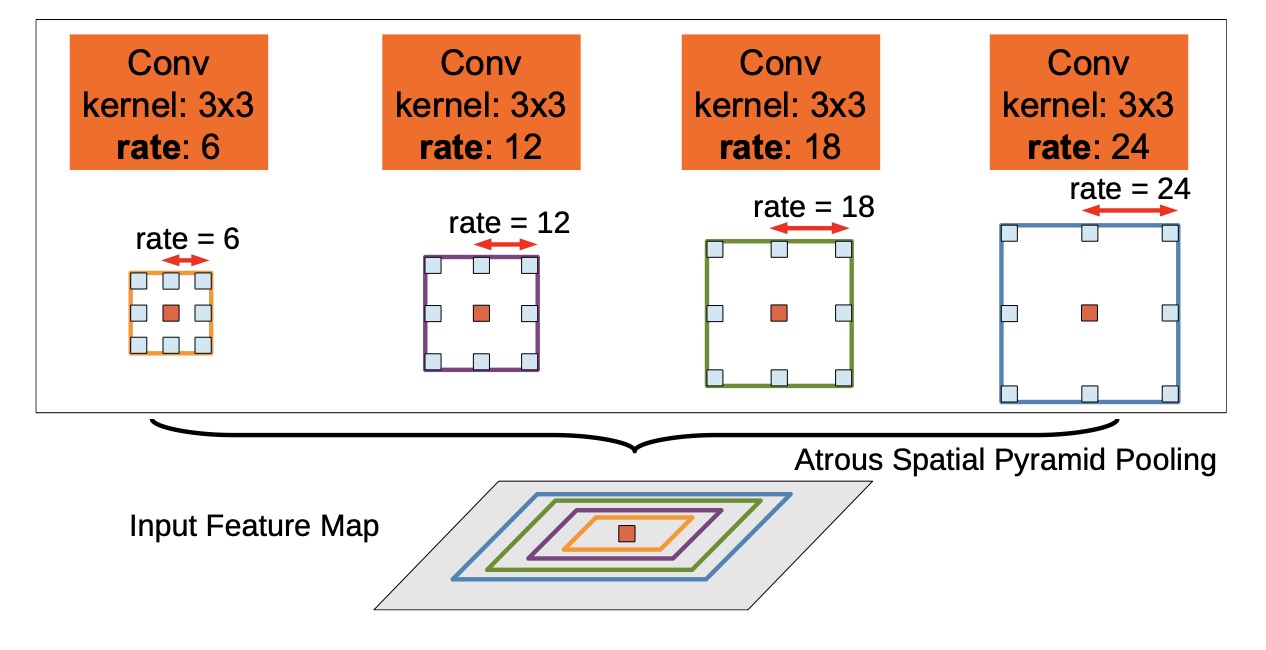 Conv
kernel: 3x3
rate: 6
Conv
kernel: 3x3
rate: 12
Conv
kernel: 3x3
rate: 18
Conv
kernel: 3x3
rate: 24
rate = 6
rate = 12
rate = 18
rate = 24
Atrous Spatial Pyramid Pooling
Input Feature Map